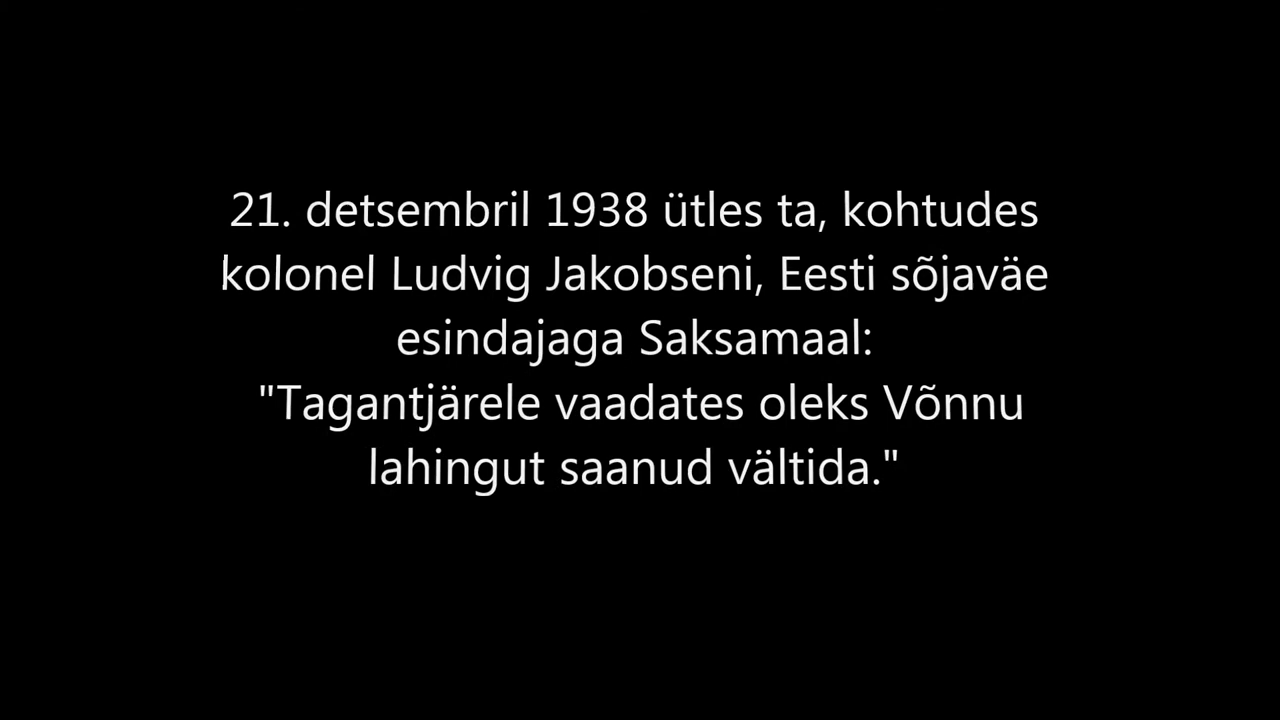 21. detsembril 1938 ütles ta, kohtudes
kolonel Ludvig Jakobseni, Eesti sõjaväe
esindajaga Saksamaal:
"Tagantjärele vaadates oleks Võnnu
lahingut saanud vältida."